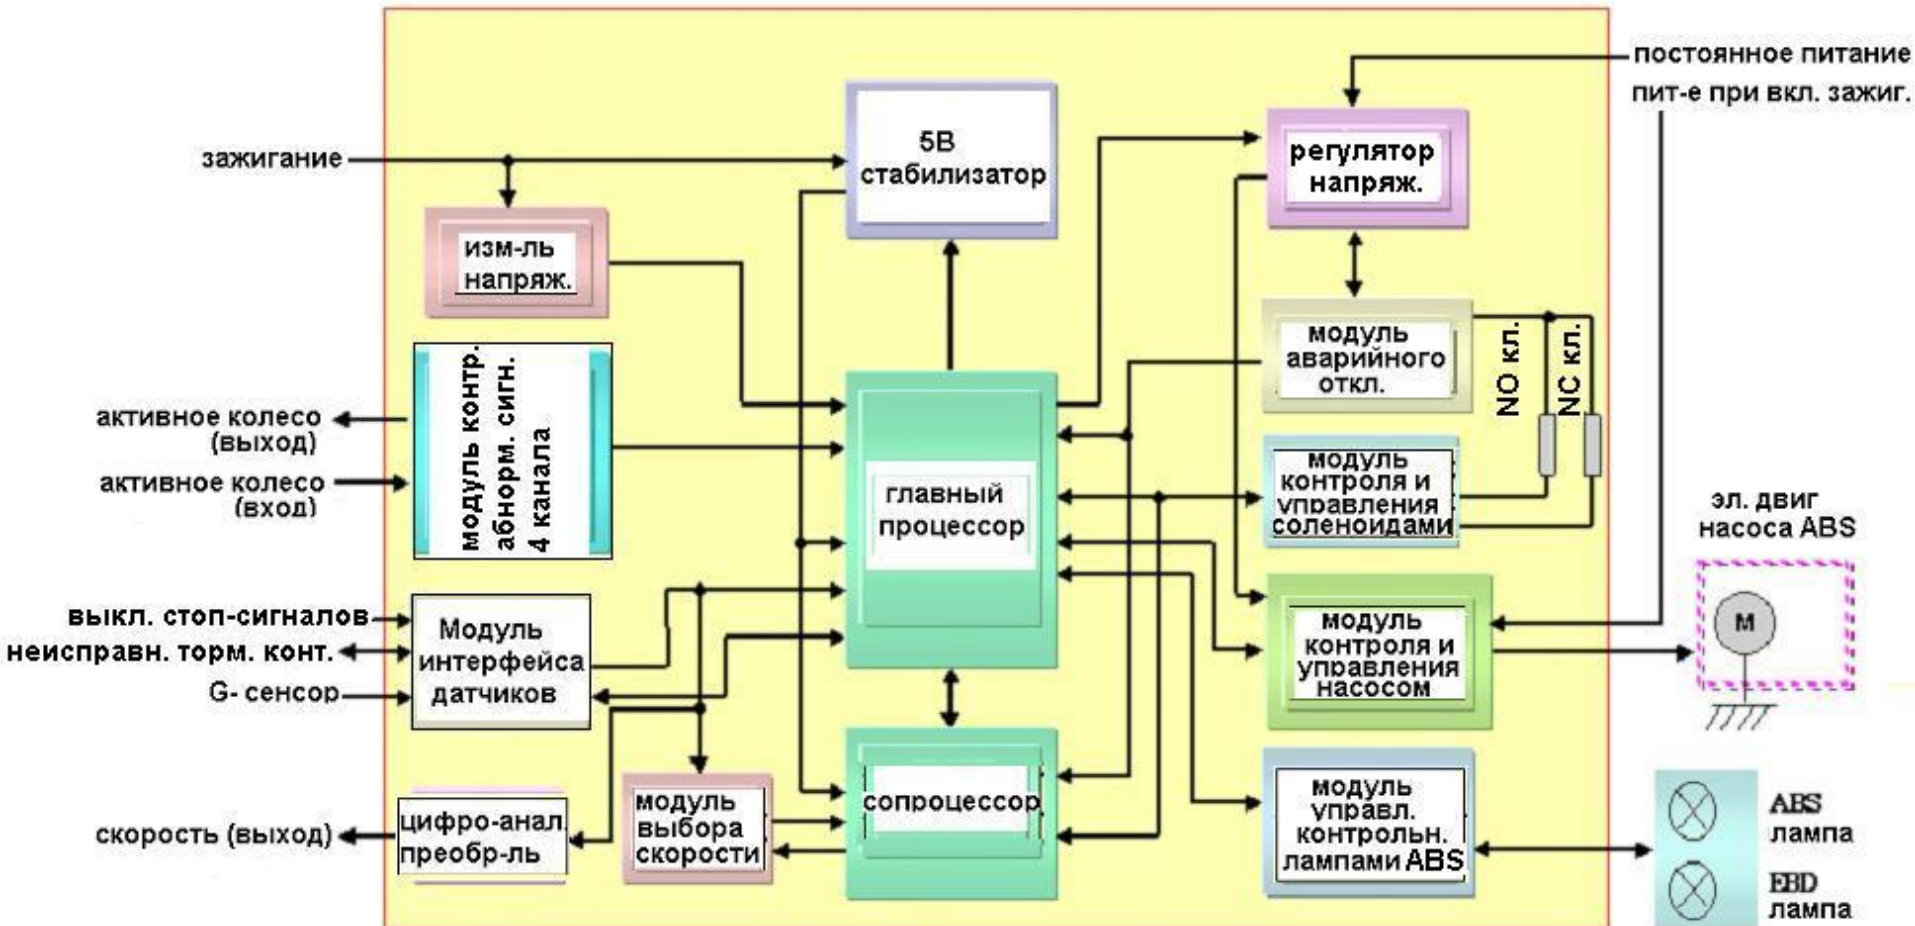 постоянное питание
пит-е при вкл. зажиг.
зажигание
5В
стабилизатор
регулятор
напряж.
изм-ль
напряж.
модуль контр.
абнорм. сигн.
4 канала
активное колесо
(выход)
активное колесо
(вход)
модуль
аварийного
откл.
NO кл.
NC кл.
главный
процессор
модуль
контроля и
управления
соленоидами
эл. двиг
насоса ABS
M
выкл. стоп-сигналов
неисправн. торм. конт.
G- сенсор
Модуль
интерфейса
датчиков
модуль
контроля и
управления
насосом
скорость (выход)
цифро-анал.
преобр-ль
модуль
выбора
скорости
сопроцессор
модуль
управл.
контрольн.
лампами ABS
ABS
лампа
EBD
лампа